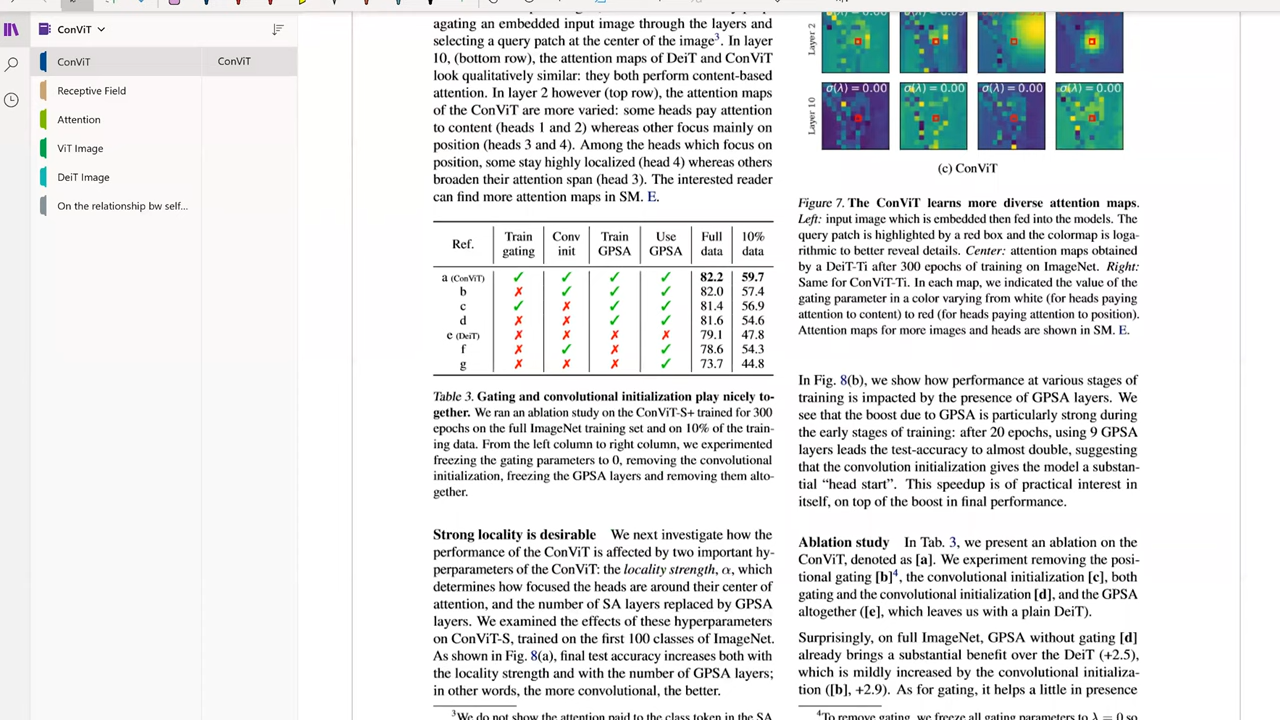 ConViT
ConViT
ConViT
Receptive Field
Attention
ViT Image
DeiT Image
On the relationship bw self...
agating an embedded input image through the layers and
selecting a query patch at the center of the image³. In layer
10, (bottom row), the attention maps of DeiT and ConViT
look qualitatively similar: they both perform content-based
attention. In layer 2 however (top row), the attention maps
of the ConViT are more varied: some heads pay attention
to content (heads 1 and 2) whereas other focus mainly on
position (heads 3 and 4). Among the heads which focus on
position, some stay highly localized (head 4) whereas others
broaden their attention span (head 3). The interested reader
can find more attention maps in SM. E.
Ref. Train gating Conv init Train GPSA Use GPSA Full data 10% data
a (ConViT) ✓ ✓ ✓ ✓ 82.2 59.7
b ✗ ✓ ✓ ✓ 82.0 57.4
c ✓ ✗ ✓ ✓ 81.4 56.9
d ✗ ✗ ✓ ✓ 81.6 54.6
e (DeiT) ✗ ✗ ✗ ✗ 79.1 47.8
f ✗ ✓ ✗ ✓ 78.6 54.3
g ✗ ✗ ✗ ✓ 73.7 44.8
Table 3. Gating and convolutional initialization play nicely to-
gether. We ran an ablation study on the ConViT-S+ trained for 300
epochs on the full ImageNet training set and on 10% of the train-
ing data. From the left column to right column, we experimented
freezing the gating parameters to 0, removing the convolutional
initialization, freezing the GPSA layers and removing them alto-
gether.
Strong locality is desirable We next investigate how the
performance of the ConViT is affected by two important hy-
perparameters of the ConViT: the locality strength, α, which
determines how focused the heads are around their center of
attention, and the number of SA layers replaced by GPSA
layers. We examined the effects of these hyperparameters
on ConViT-S, trained on the first 100 classes of ImageNet.
As shown in Fig. 8(a), final test accuracy increases both with
the locality strength and with the number of GPSA layers;
in other words, the more convolutional, the better.
³We do not show the attention paid to the class token in the SA
Layer 2
Layer 10
σ(λ) = 0.00 σ(λ) = 0.00 σ(λ) = 0.00 σ(λ) = 0.00
(c) ConViT
Figure 7. The ConViT learns more diverse attention maps.
Left: input image which is embedded then fed into the models. The
query patch is highlighted by a red box and the colormap is loga-
rithmic to better reveal details. Center: attention maps obtained
by a DeiT-Ti after 300 epochs of training on ImageNet. Right:
Same for ConViT-Ti. In each map, we indicated the value of the
gating parameter in a color varying from white (for heads paying
attention to content) to red (for heads paying attention to position).
Attention maps for more images and heads are shown in SM. E.
In Fig. 8(b), we show how performance at various stages of
training is impacted by the presence of GPSA layers. We
see that the boost due to GPSA is particularly strong during
the early stages of training: after 20 epochs, using 9 GPSA
layers leads the test-accuracy to almost double, suggesting
that the convolution initialization gives the model a substan-
tial “head start”. This speedup is of practical interest in
itself, on top of the boost in final performance.
Ablation study In Tab. 3, we present an ablation on the
ConViT, denoted as [a]. We experiment removing the posi-
tional gating [b]⁴, the convolutional initialization [c], both
gating and the convolutional initialization [d], and the GPSA
altogether ([e], which leaves us with a plain DeiT).
Surprisingly, on full ImageNet, GPSA without gating [d]
already brings a substantial benefit over the DeiT (+2.5),
which is mildly increased by the convolutional initializa-
tion ([b], +2.9). As for gating, it helps a little in presence
⁴To remove gating, we freeze all gating parameters to λ = 0 so